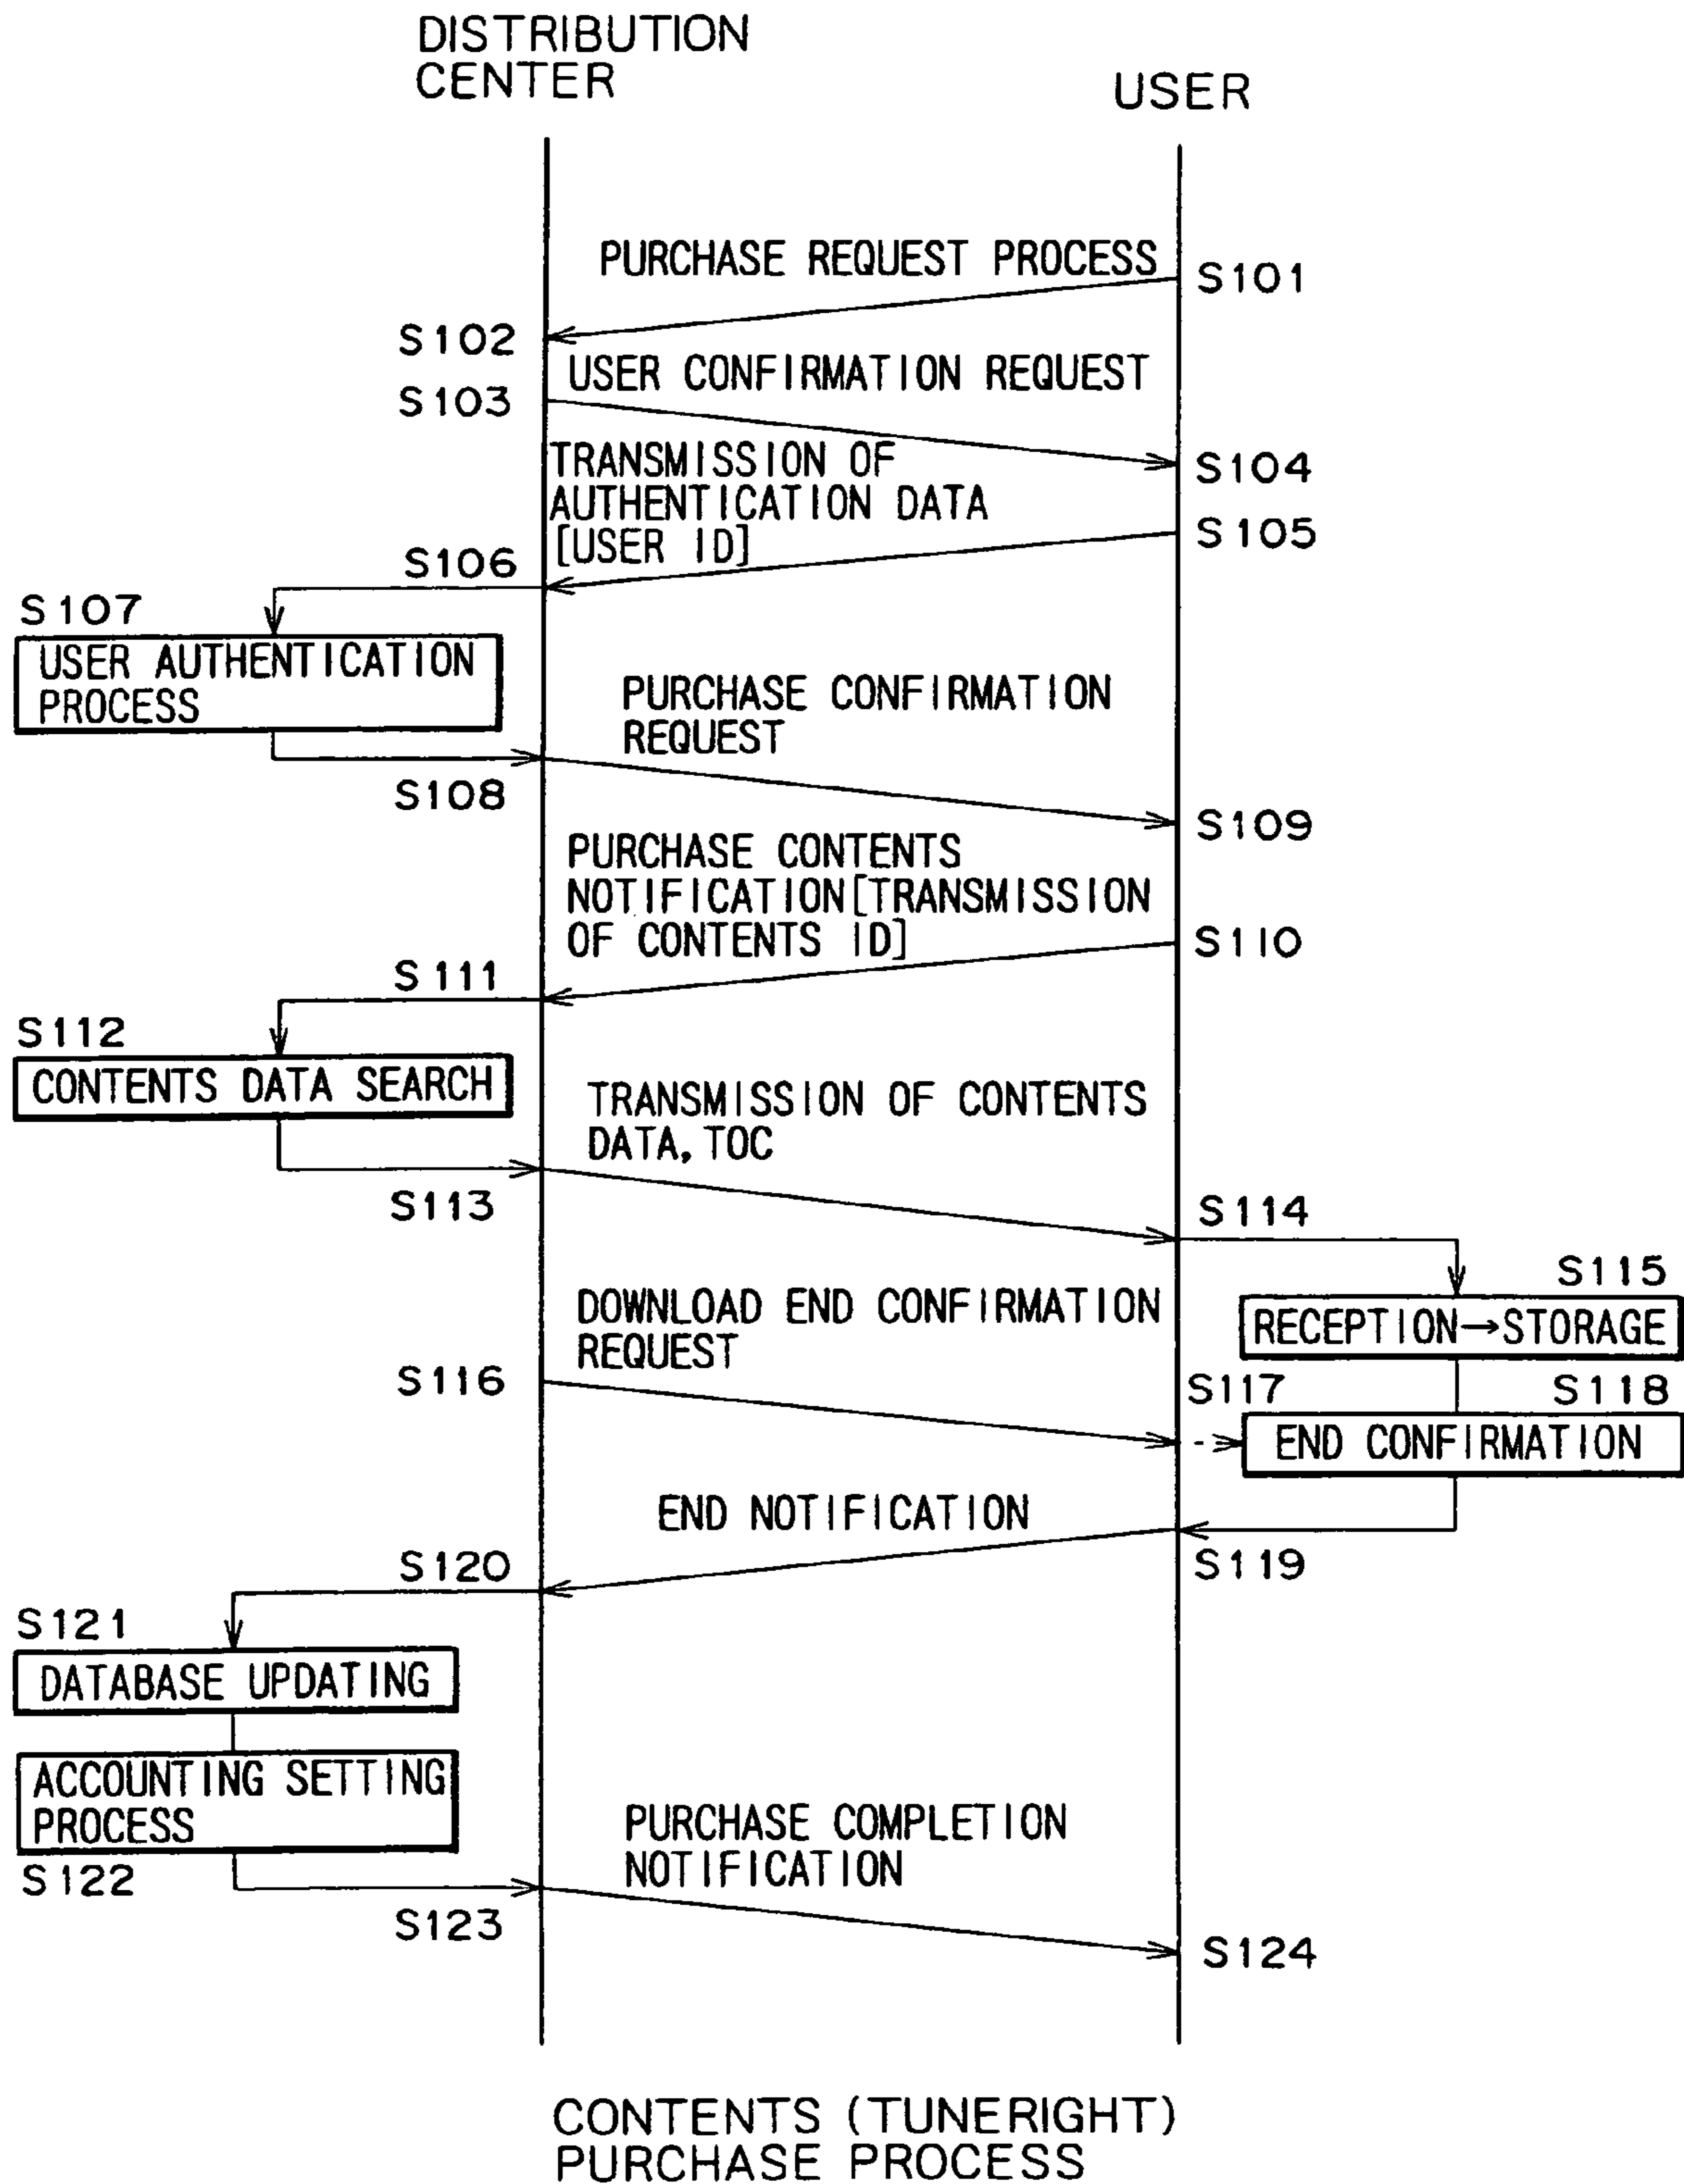 DISTRIBUTION
CENTER
USER
PURCHASE REQUEST PROCESS
S101
S102
USER CONFIRMATION REQUEST
S103
TRANSMISSION OF
AUTHENTICATION DATA
[USER ID]
S104
S105
S106
S107
USER AUTHENTICATION
PROCESS
PURCHASE CONFIRMATION
REQUEST
S108
S109
PURCHASE CONTENTS
NOTIFICATION[TRANSMISSION
OF CONTENTS ID]
S110
S111
S112
CONTENTS DATA SEARCH
TRANSMISSION OF CONTENTS
DATA, TOC
S113
S114
S115
RECEPTION→STORAGE
DOWNLOAD END CONFIRMATION
REQUEST
S116
S117
S118
END CONFIRMATION
END NOTIFICATION
S119
S120
S121
DATABASE UPDATING
ACCOUNTING SETTING
PROCESS
S122
PURCHASE COMPLETION
NOTIFICATION
S123
S124
CONTENTS (TUNERIGHT)
PURCHASE PROCESS